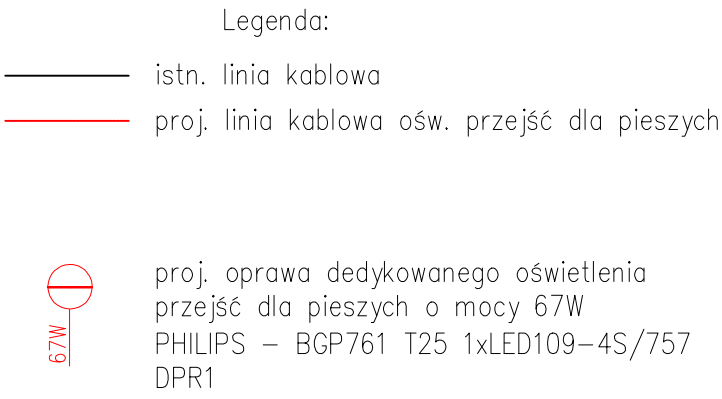 Legenda:
istn. linia kablowa
proj. linia kablowa ośw. przejść dla pieszych
proj. oprawa dedykowanego oświetlenia
przejść dla pieszych o mocy 67W
67W
PHILIPS – BGP761 T25 1xLED109–4S/757
DPR1